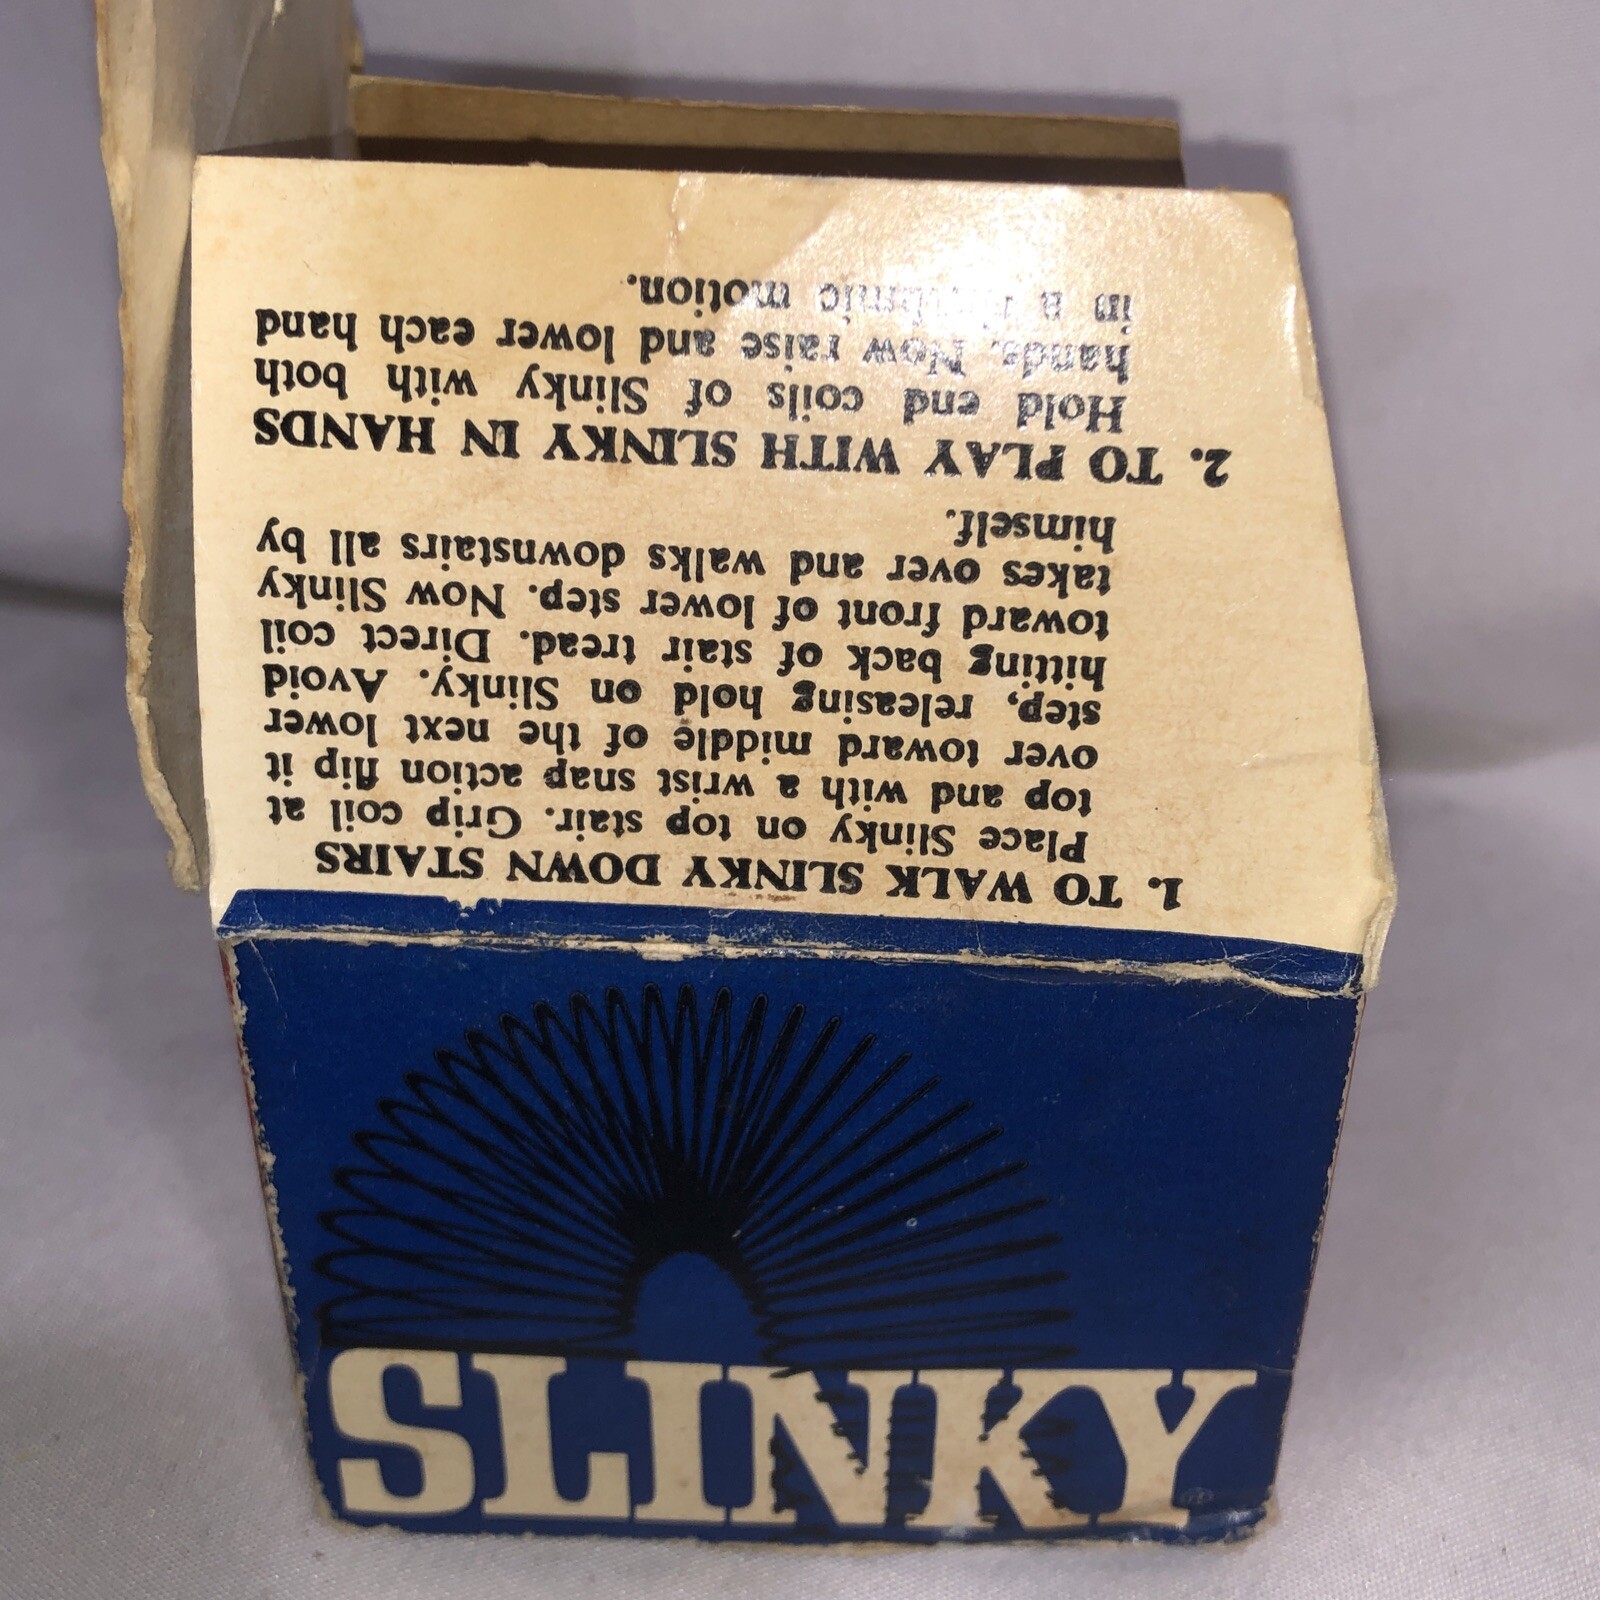 1. TO WALK SLINKY DOWN STAIRS
Place Slinky on top stair. Grip coil at
top and with a wrist snap action flip it
over toward middle of the next lower
step, releasing hold on Slinky. Avoid
hitting back of stair tread. Direct coil
toward front of lower step. Now Slinky
takes over and walks downstairs all by
himself.
2. TO PLAY WITH SLINKY IN HANDS
Hold end coils of Slinky with both
hands. Now raise and lower each hand
in a motion.
SLINKY